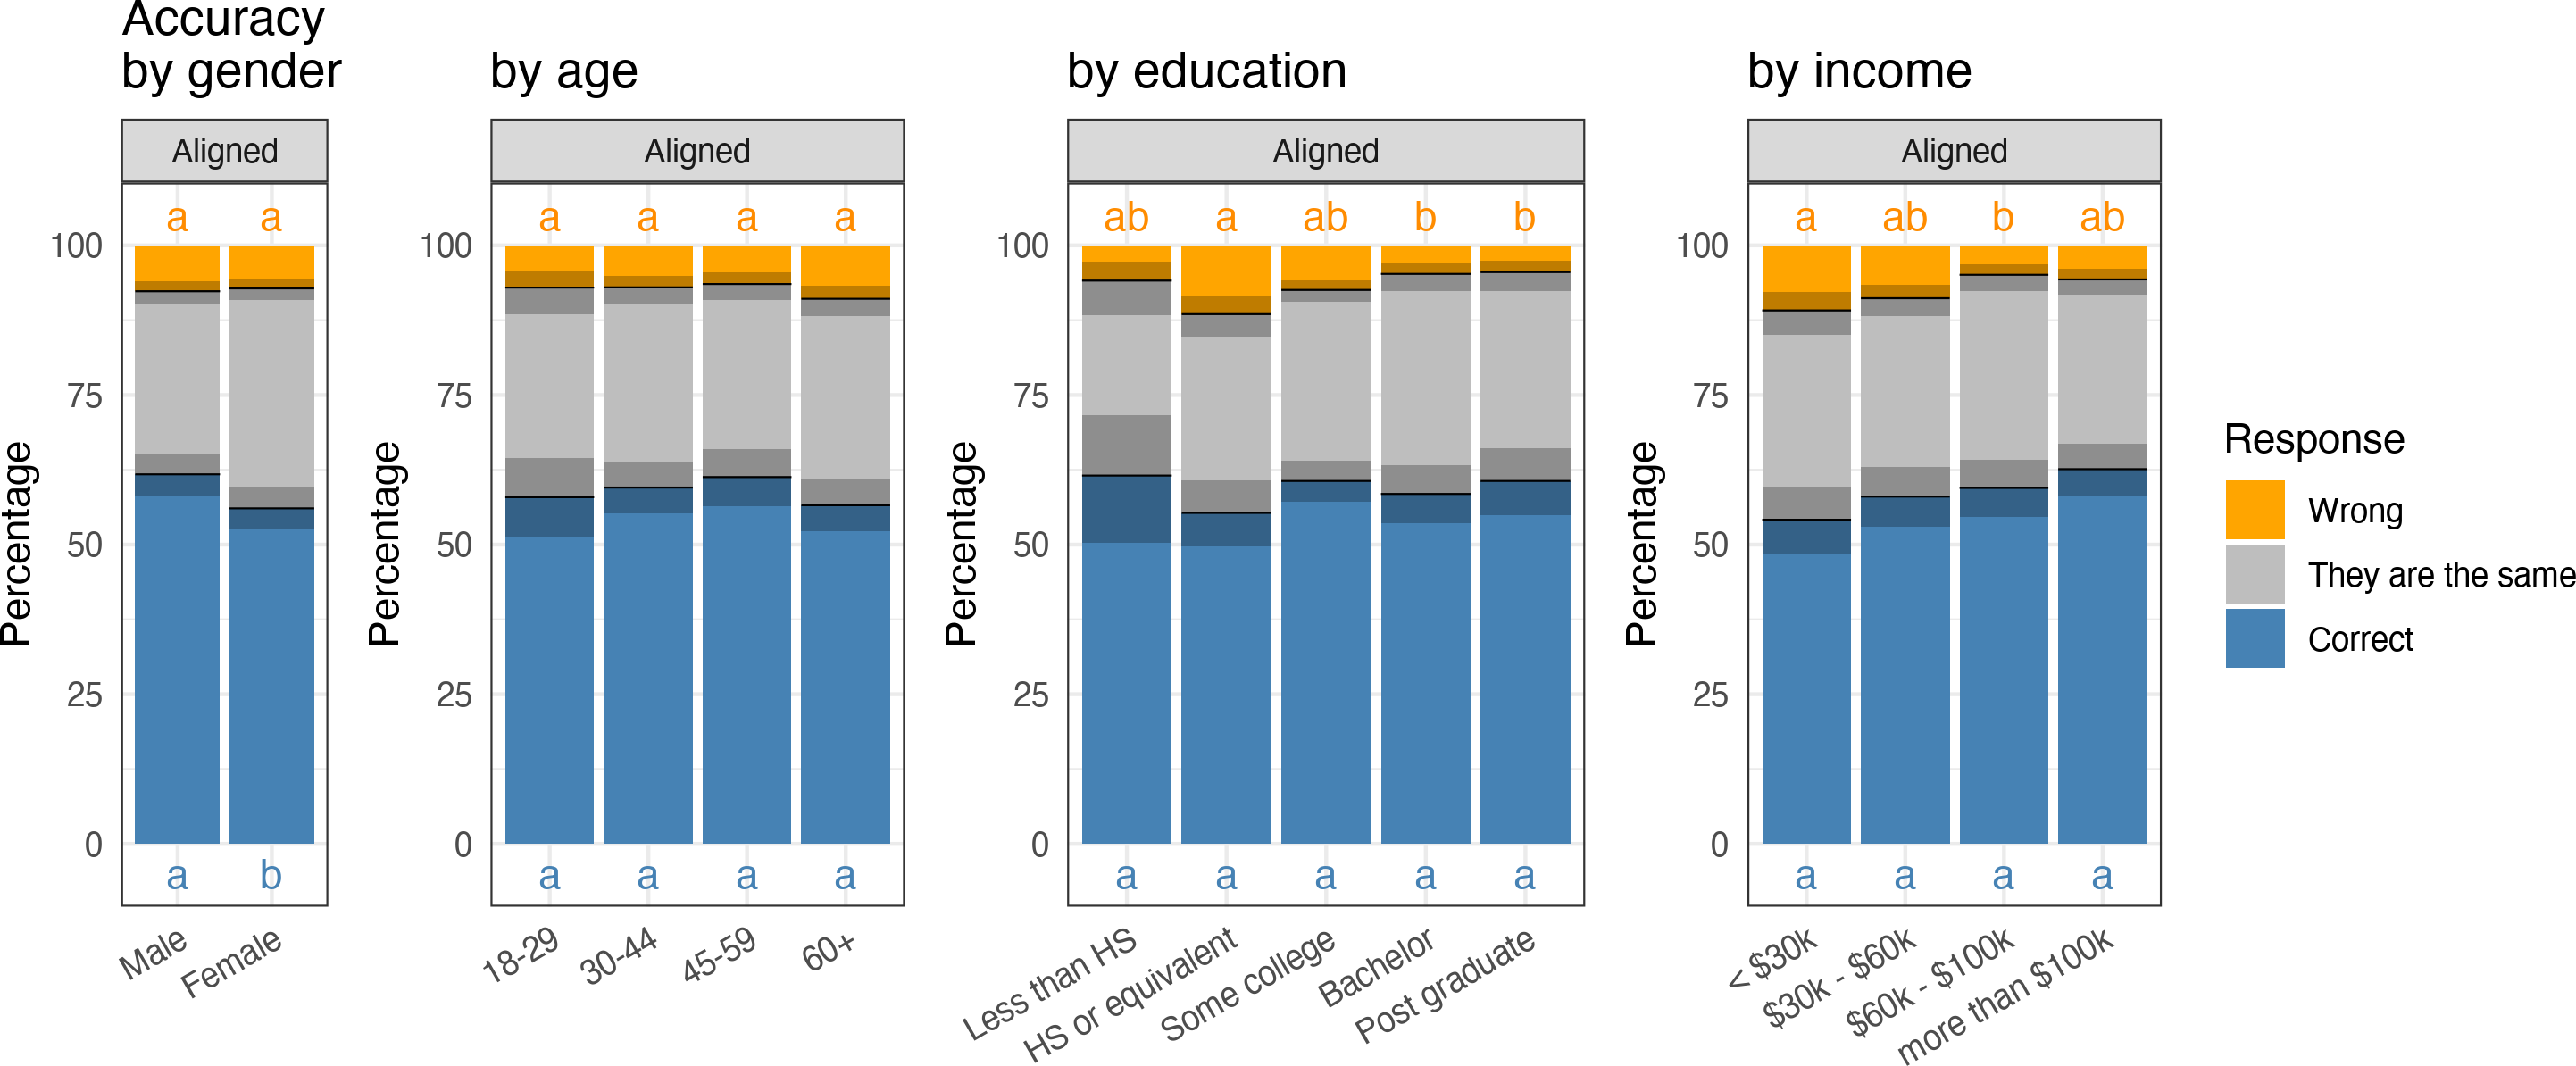 Accuracy
by gender
by age
by education
by income
Aligned
Aligned
Aligned
Aligned
a a
a a a a
ab a ab b b
a ab b ab
100
75
50
25
0
Percentage
100
75
50
25
0
Percentage
100
75
50
25
0
Percentage
100
75
50
25
0
Percentage
a b
a a a a
a a a a a
a a a a
Male
Female
18-29
30-44
45-59
60+
Less than HS
HS or equivalent
Some college
Bachelor
Post graduate
< $30k
$30k - $60k
$60k - $100k
more than $100k
Response
Wrong
They are the same
Correct